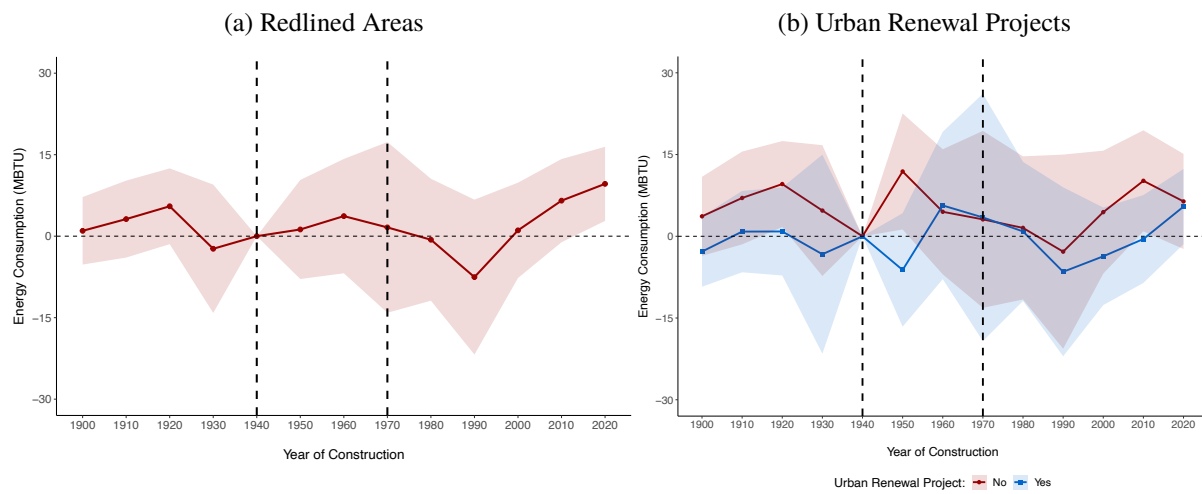 (a) Redlined Areas
Energy Consumption (MBTU)
30
15
0
−15
−30
1900 1910 1920 1930 1940 1950 1960 1970 1980 1990 2000 2010 2020
Year of Construction
(b) Urban Renewal Projects
Energy Consumption (MBTU)
30
15
0
−15
−30
1900 1910 1920 1930 1940 1950 1960 1970 1980 1990 2000 2010 2020
Year of Construction
Urban Renewal Project: No Yes